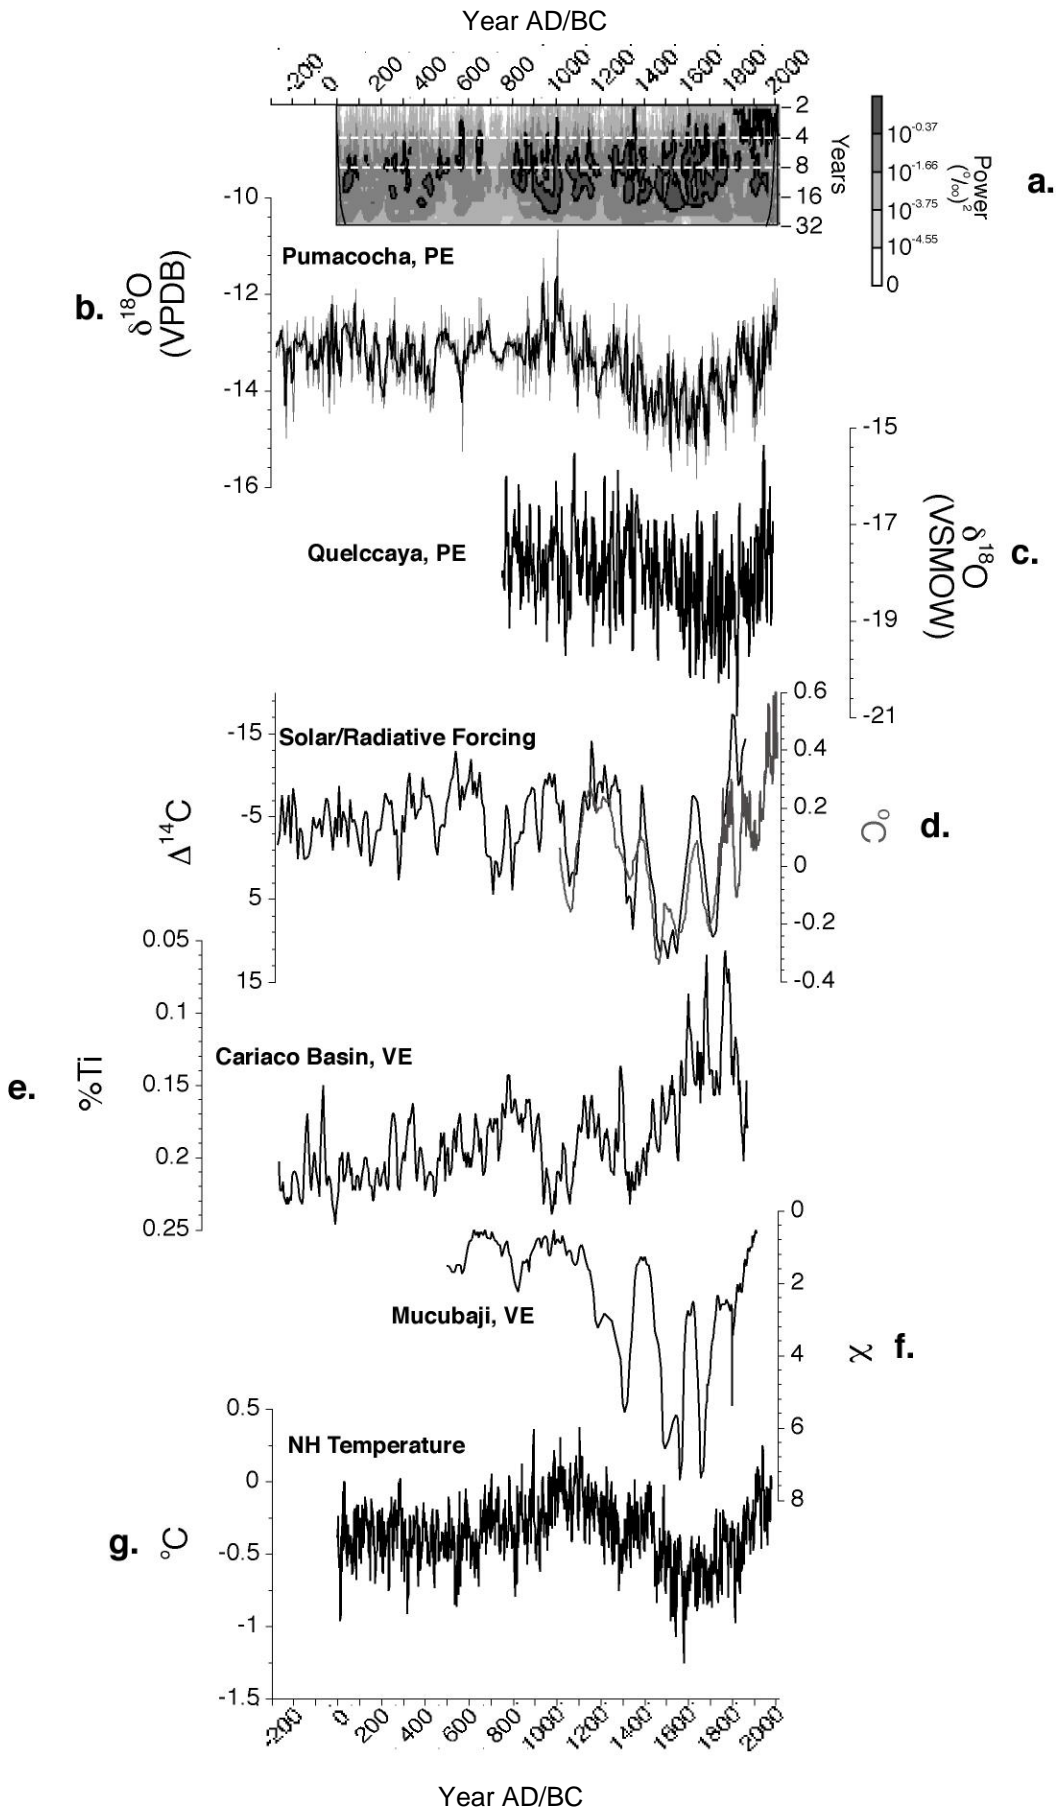 Year AD/BC
-200 0 200 400 600 800 1000 1200 1400 1600 1800 2000
2
4
8
16
32
Years
10-0.37
10-1.66
10-3.75
10-4.55
0
Power
(o/oo)2
a.
Pumacocha, PE
-10
-12
-14
-16
δ18O
(VPDB)
b.
Quelccaya, PE
-15
-17
-19
-21
δ18O
(VSMOW)
c.
Solar/Radiative Forcing
-15
-5
5
15
Δ14C
0.6
0.4
0.2
0
-0.2
-0.4
oC
d.
Cariaco Basin, VE
0.05
0.1
0.15
0.2
0.25
%Ti
e.
Mucubaji, VE
0
2
4
6
8
χ
f.
NH Temperature
0.5
0
-0.5
-1
-1.5
oC
g.
-200 0 200 400 600 800 1000 1200 1400 1600 1800 2000
Year AD/BC